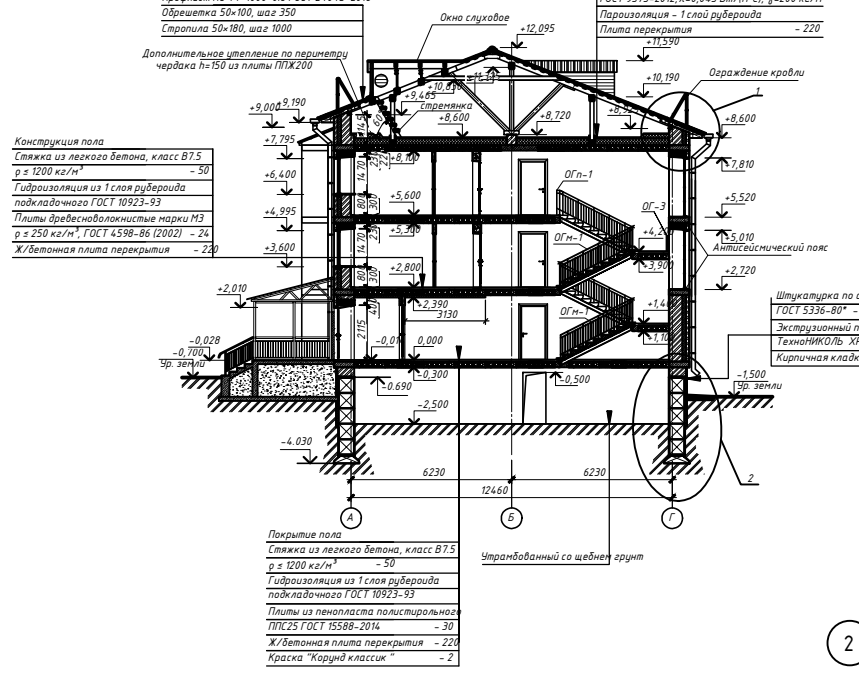 Обрешетка 50×100, шаг 350
Стропила 50×180, шаг 1000
Дополнительное утепление по периметру
чердака h=150 из плиты ППЖ200
Окно слуховое
+12,095
Пароизоляция – 1 слой рубероида
Плита перекрытия – 220
+11,590
+10,190
Ограждение кровли
1
+10,850
+9,465
стремянка
+9,000
+9,190
+8,600
+8,720
+8,600
+7,795
+8,100
+7,810
Конструкция пола
Стяжка из легкого бетона, класс В7.5
ρ ≤ 1200 кг/м³ – 50
Гидроизоляция из 1 слоя рубероида
подкладочного ГОСТ 10923-93
Плиты древесноволокнистые марки М3
ρ ≤ 250 кг/м³, ГОСТ 4598-86 (2002) – 24
Ж/бетонная плита перекрытия – 220
+6,400
+4,995
+3,600
+2,010
1470
800
300
1470
800
300
400
2115
+5,600
+5,300
+2,800
+2,390
3130
ОГп-1
ОГ-3
ОГм-1
ОГм-1
+3,900
+5,520
+5,010
Антисейсмический пояс
+2,720
ГОСТ 5336-80* –
-0,028
-0,700
Ур. земли
0,000
-0,300
-0.690
-0,500
-2,500
-4.030
-1,500
Ур. земли
6230
6230
12460
2
А
Б
Г
Покрытие пола
Стяжка из легкого бетона, класс В7.5
ρ ≤ 1200 кг/м³ – 50
Гидроизоляция из 1 слоя рубероида
подкладочного ГОСТ 10923-93
Плиты из пенопласта полистирольного
ППС25 ГОСТ 15588-2014 – 30
Ж/бетонная плита перекрытия – 220
Краска "Корунд классик " – 2
Утрамбованный со щебнем грунт
2